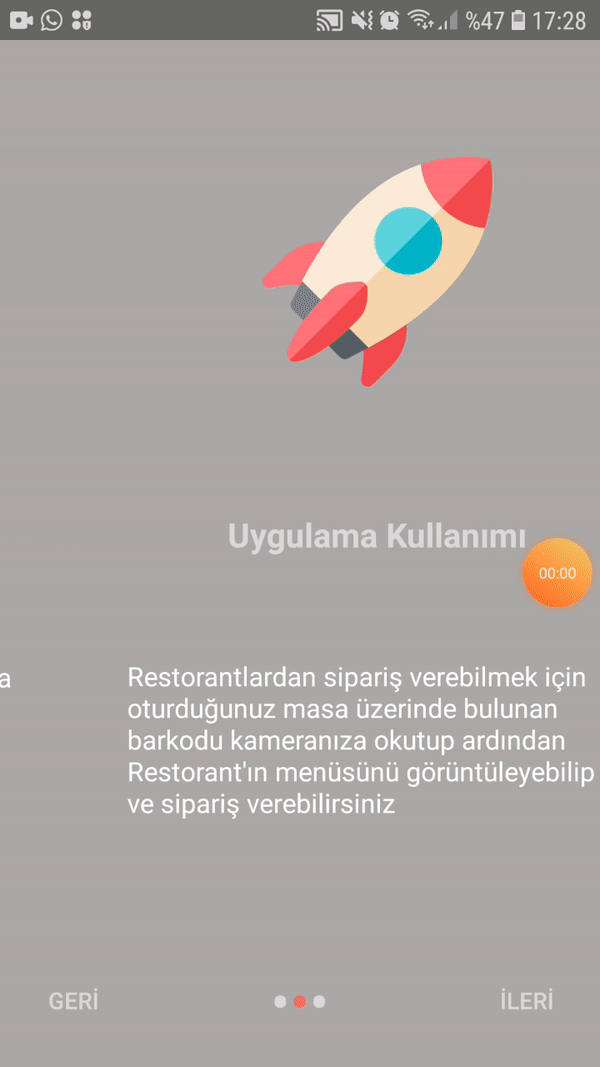 %47 17:28
Uygulama Kullanımı
00:00
a
Restorantlardan sipariş verebilmek için
oturduğunuz masa üzerinde bulunan
barkodu kameranıza okutup ardından
Restorant'ın menüsünü görüntüleyebilip
ve sipariş verebilirsiniz
GERİ
İLERİ